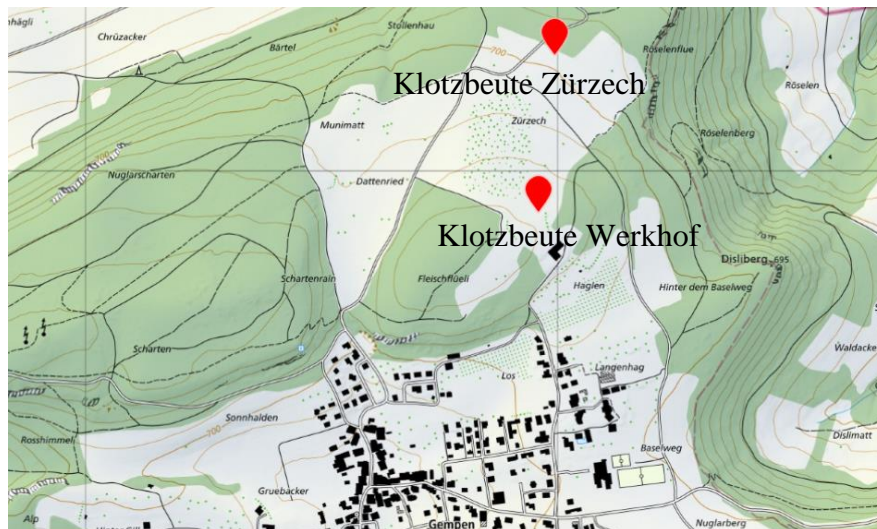 Chrüzacker
Stollenhau
Bärtel
700
Röselenflue
Röselen
Klotzbeute Zürzech
Munimatt
Zürzech
Röselenberg
700
Nuglarscharten
Dattenried
Klotzbeute Werkhof
Disliberg 695
Schartenrain
Fleischflüeli
Haglen
Hinter dem Baselweg
Scharten
Waldacke
Los
Langenhag
Sonnhalden
700
Rosshimmel
Baselweg
Dislimatt
Gruebacker
Alp
Gempen
Nuglarberg